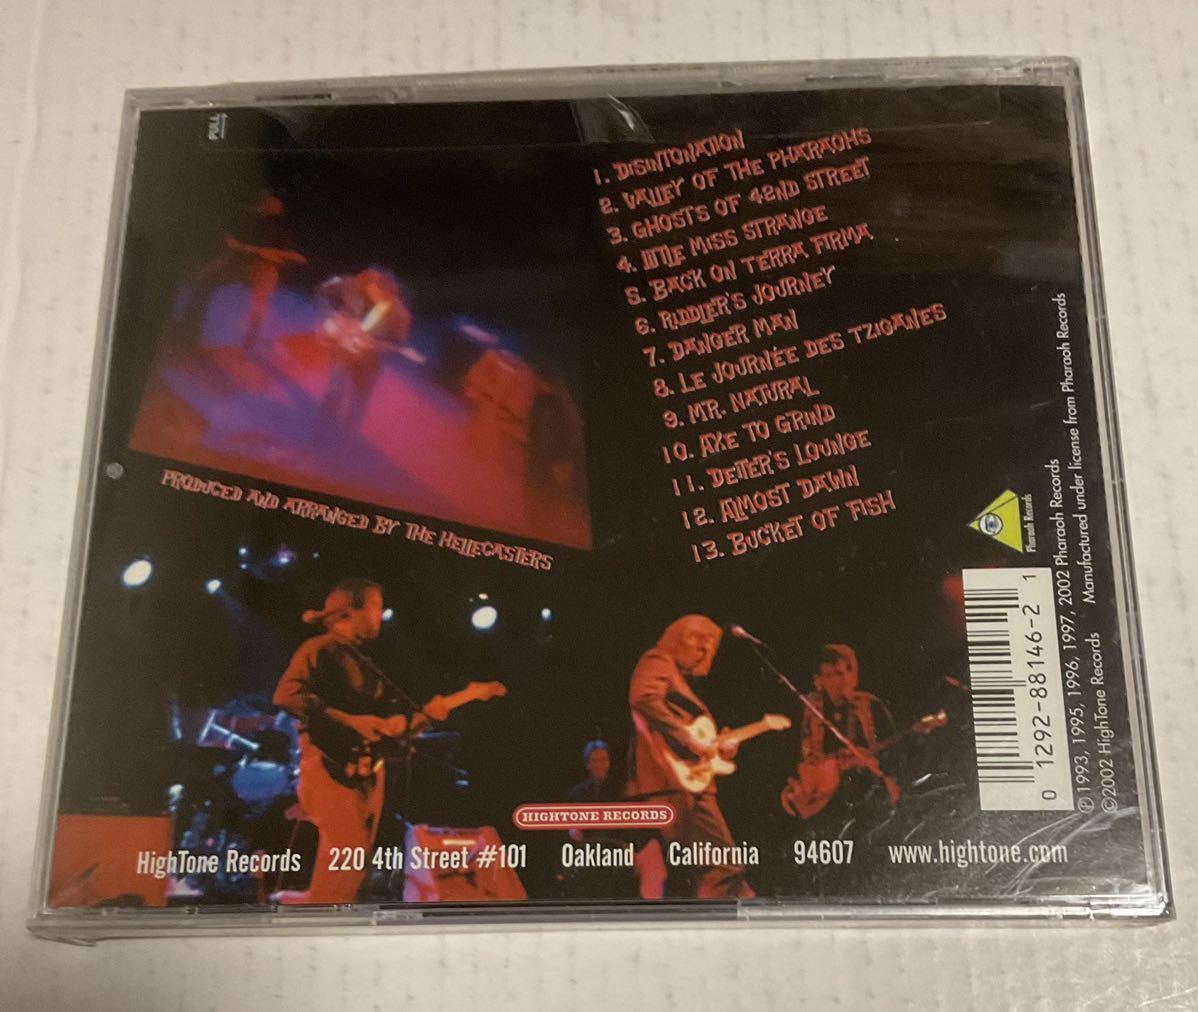 PULL
1. DISINTONATION
2. VALLEY OF THE PHARAOHS
3. GHOSTS OF 42ND STREET
4. LITTLE MISS STRANGE
5. BACK ON TERRA FIRMA
6. RIDDLER'S JOURNEY
7. DANGER MAN
8. LE JOURNÉE DES TZIGANES
9. MR. NATURAL
10. AXE TO GRIND
11. DEITER'S LOUNGE
12. ALMOST DAWN
13. BUCKET OF FISH
PRODUCED AND ARRANGED BY THE HELLECASTERS
Pharaoh Records
0 1292-88146-2 1
℗ 1993, 1995, 1996, 1997, 2002 Pharaoh Records
©2002 HighTone Records Manufactured under license from Pharaoh Records
HIGHTONE RECORDS
HighTone Records 220 4th Street #101 Oakland California 94607 www.hightone.com